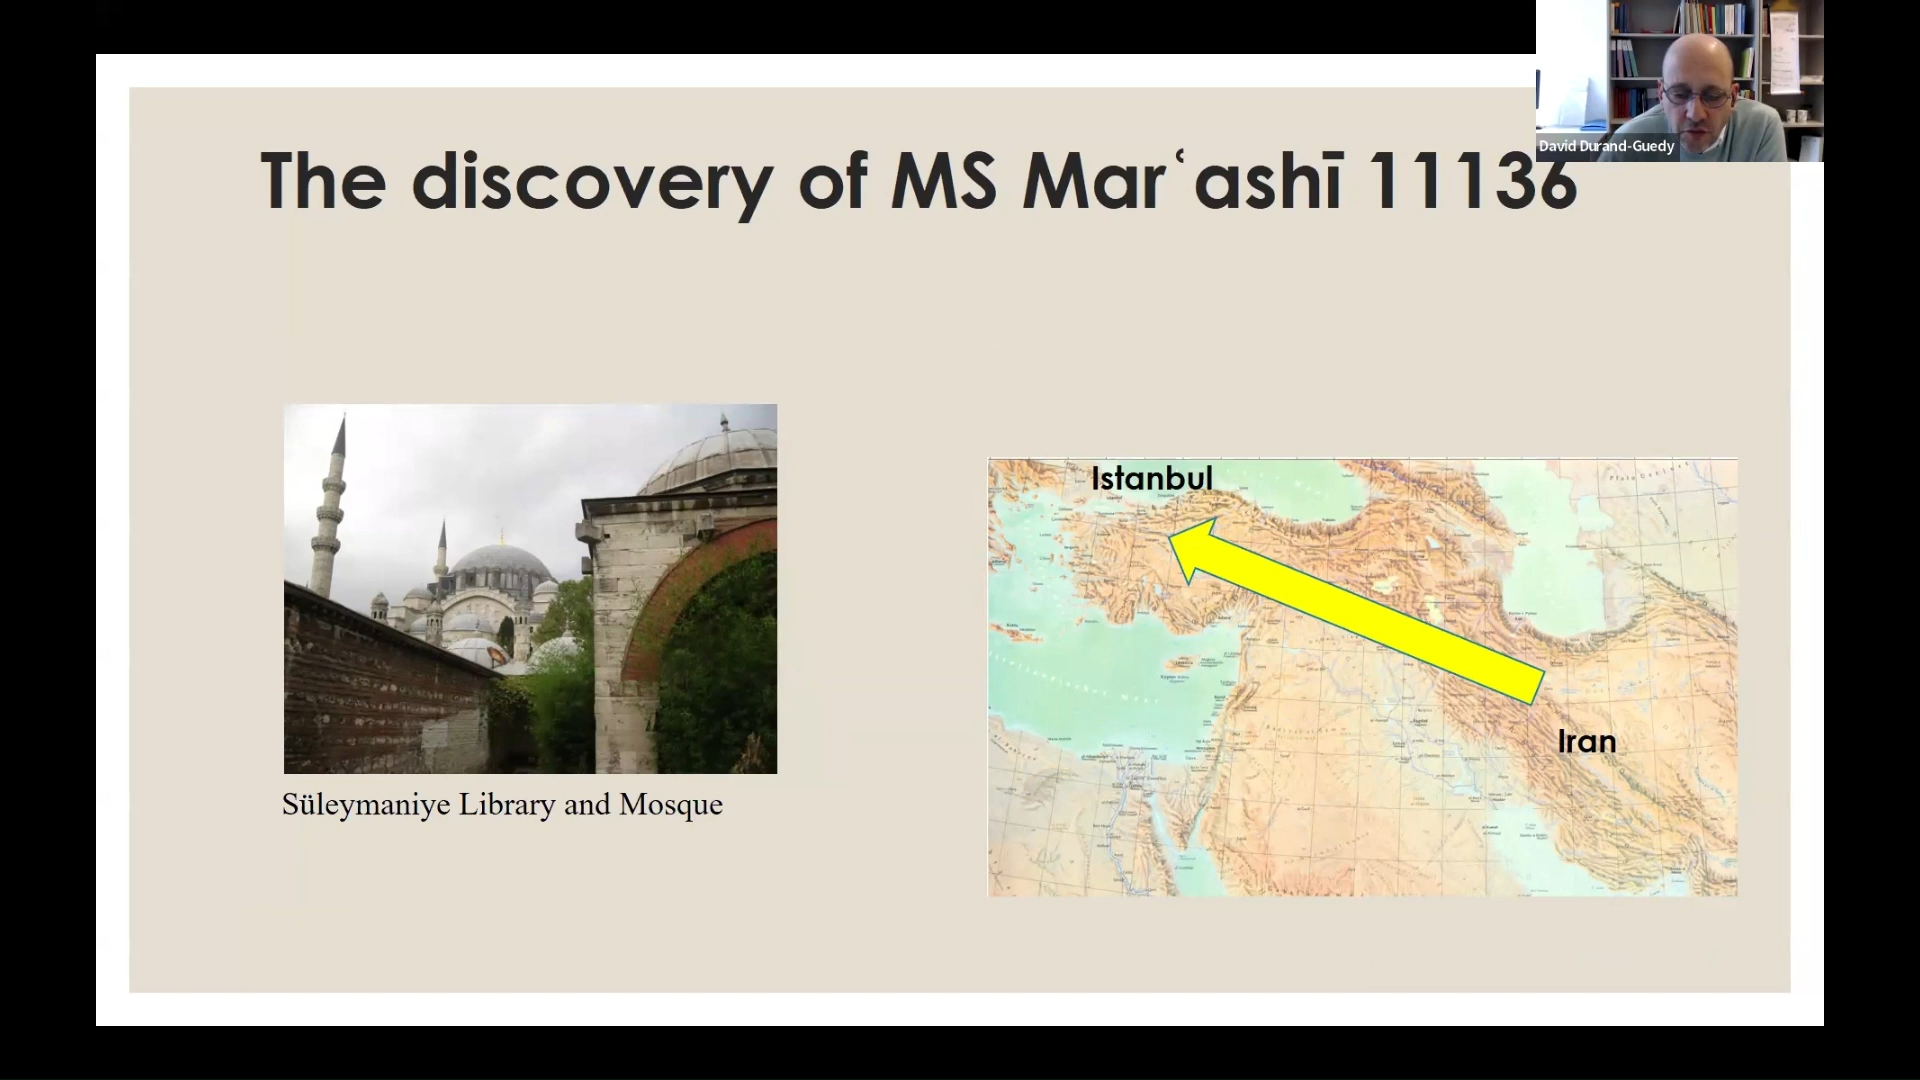 The discovery of MS Marʿashī 11136
David Durand-Guedy
Istanbul
Iran
Süleymaniye Library and Mosque